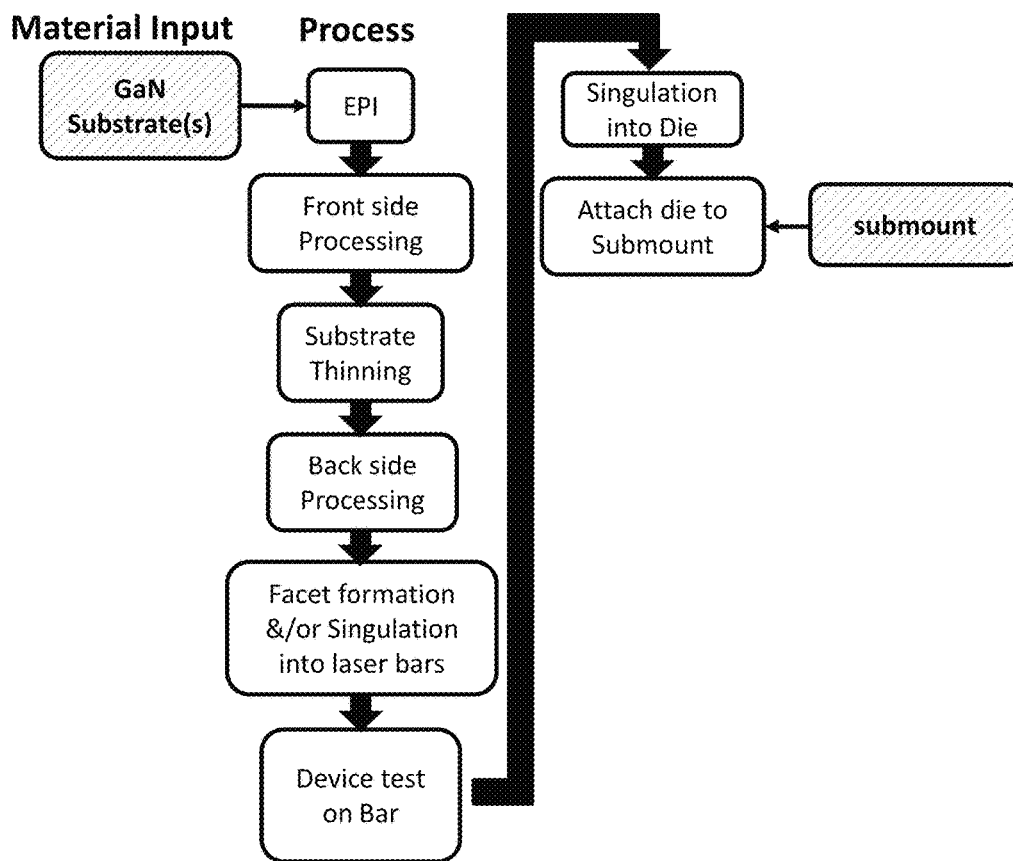 Material Input
Process
GaN
Substrate(s)
EPI
Front side
Processing
Substrate
Thinning
Back side
Processing
Facet formation
&/or Singulation
into laser bars
Device test
on Bar
Singulation
into Die
Attach die to
Submount
submount